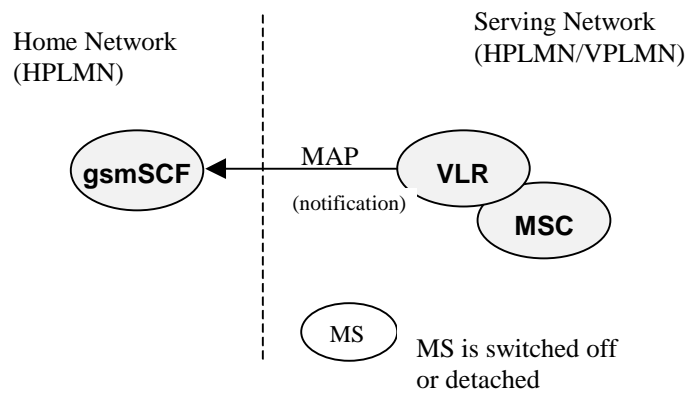 Home Network
(HPLMN)
Serving Network
(HPLMN/VPLMN)
gsmSCF
MAP
(notification)
VLR
MSC
MS
MS is switched off
or detached